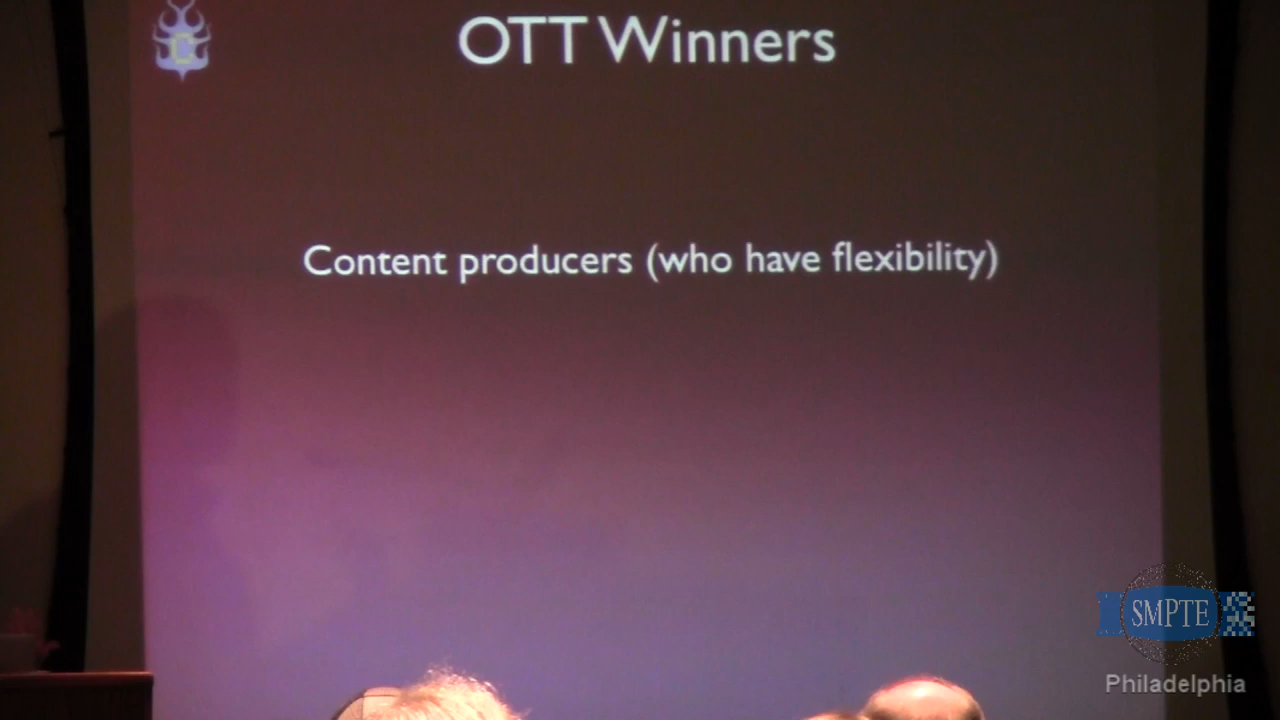 OTT Winners
Content producers (who have flexibility)
SMPTE
Philadelphia